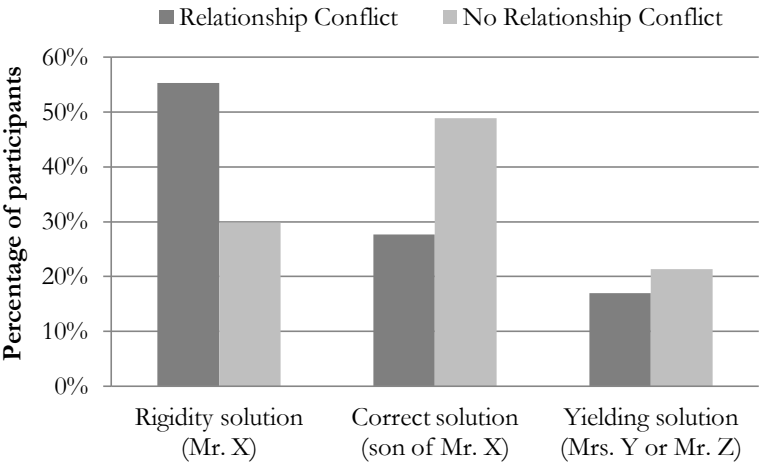 Relationship Conflict No Relationship Conflict
Percentage of participants
60%
50%
40%
30%
20%
10%
0%
Rigidity solution
(Mr. X)
Correct solution
(son of Mr. X)
Yielding solution
(Mrs. Y or Mr. Z)